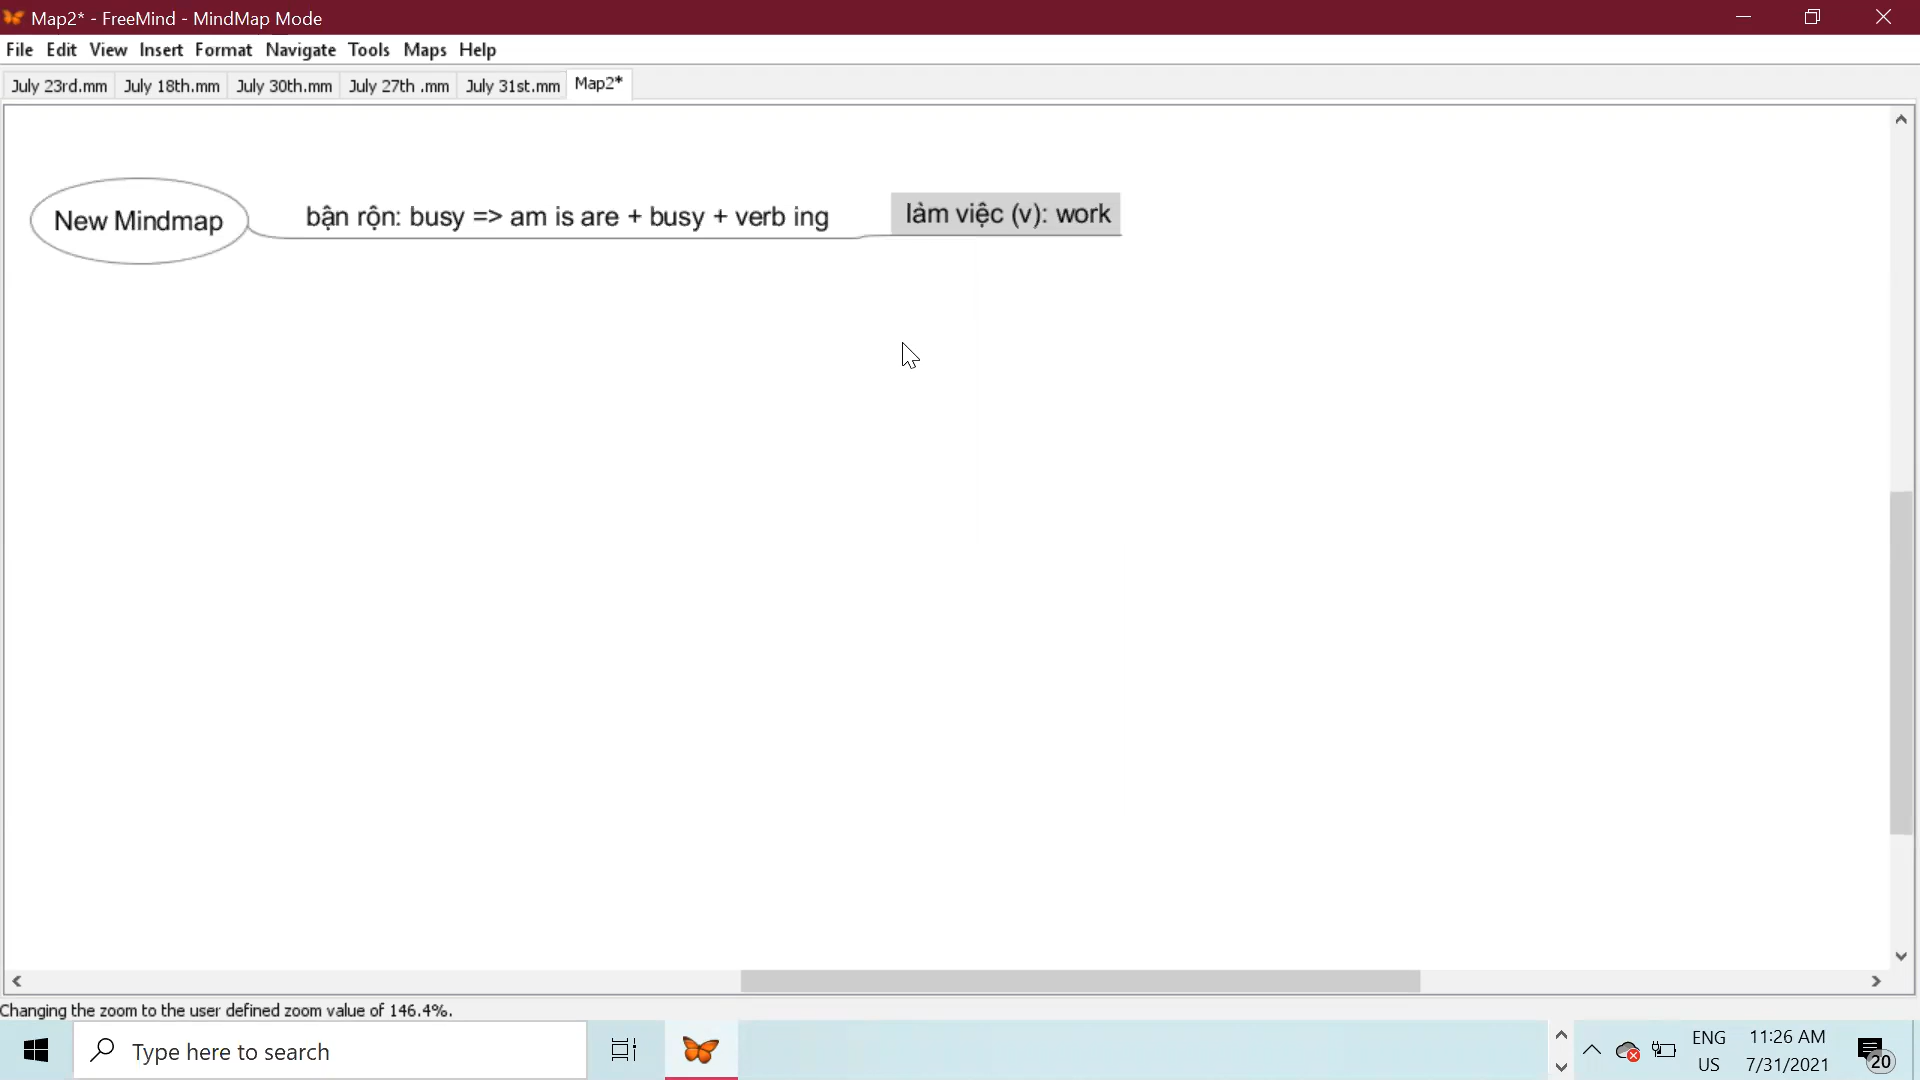 Map2* - FreeMind - MindMap Mode
File Edit View Insert Format Navigate Tools Maps Help
July 23rd.mm July 18th.mm July 30th.mm July 27th .mm July 31st.mm Map2*
New Mindmap bận rộn: busy => am is are + busy + verb ing làm việc (v): work
Changing the zoom to the user defined zoom value of 146.4%.
Type here to search
ENG 11:26 AM
US 7/31/2021 20